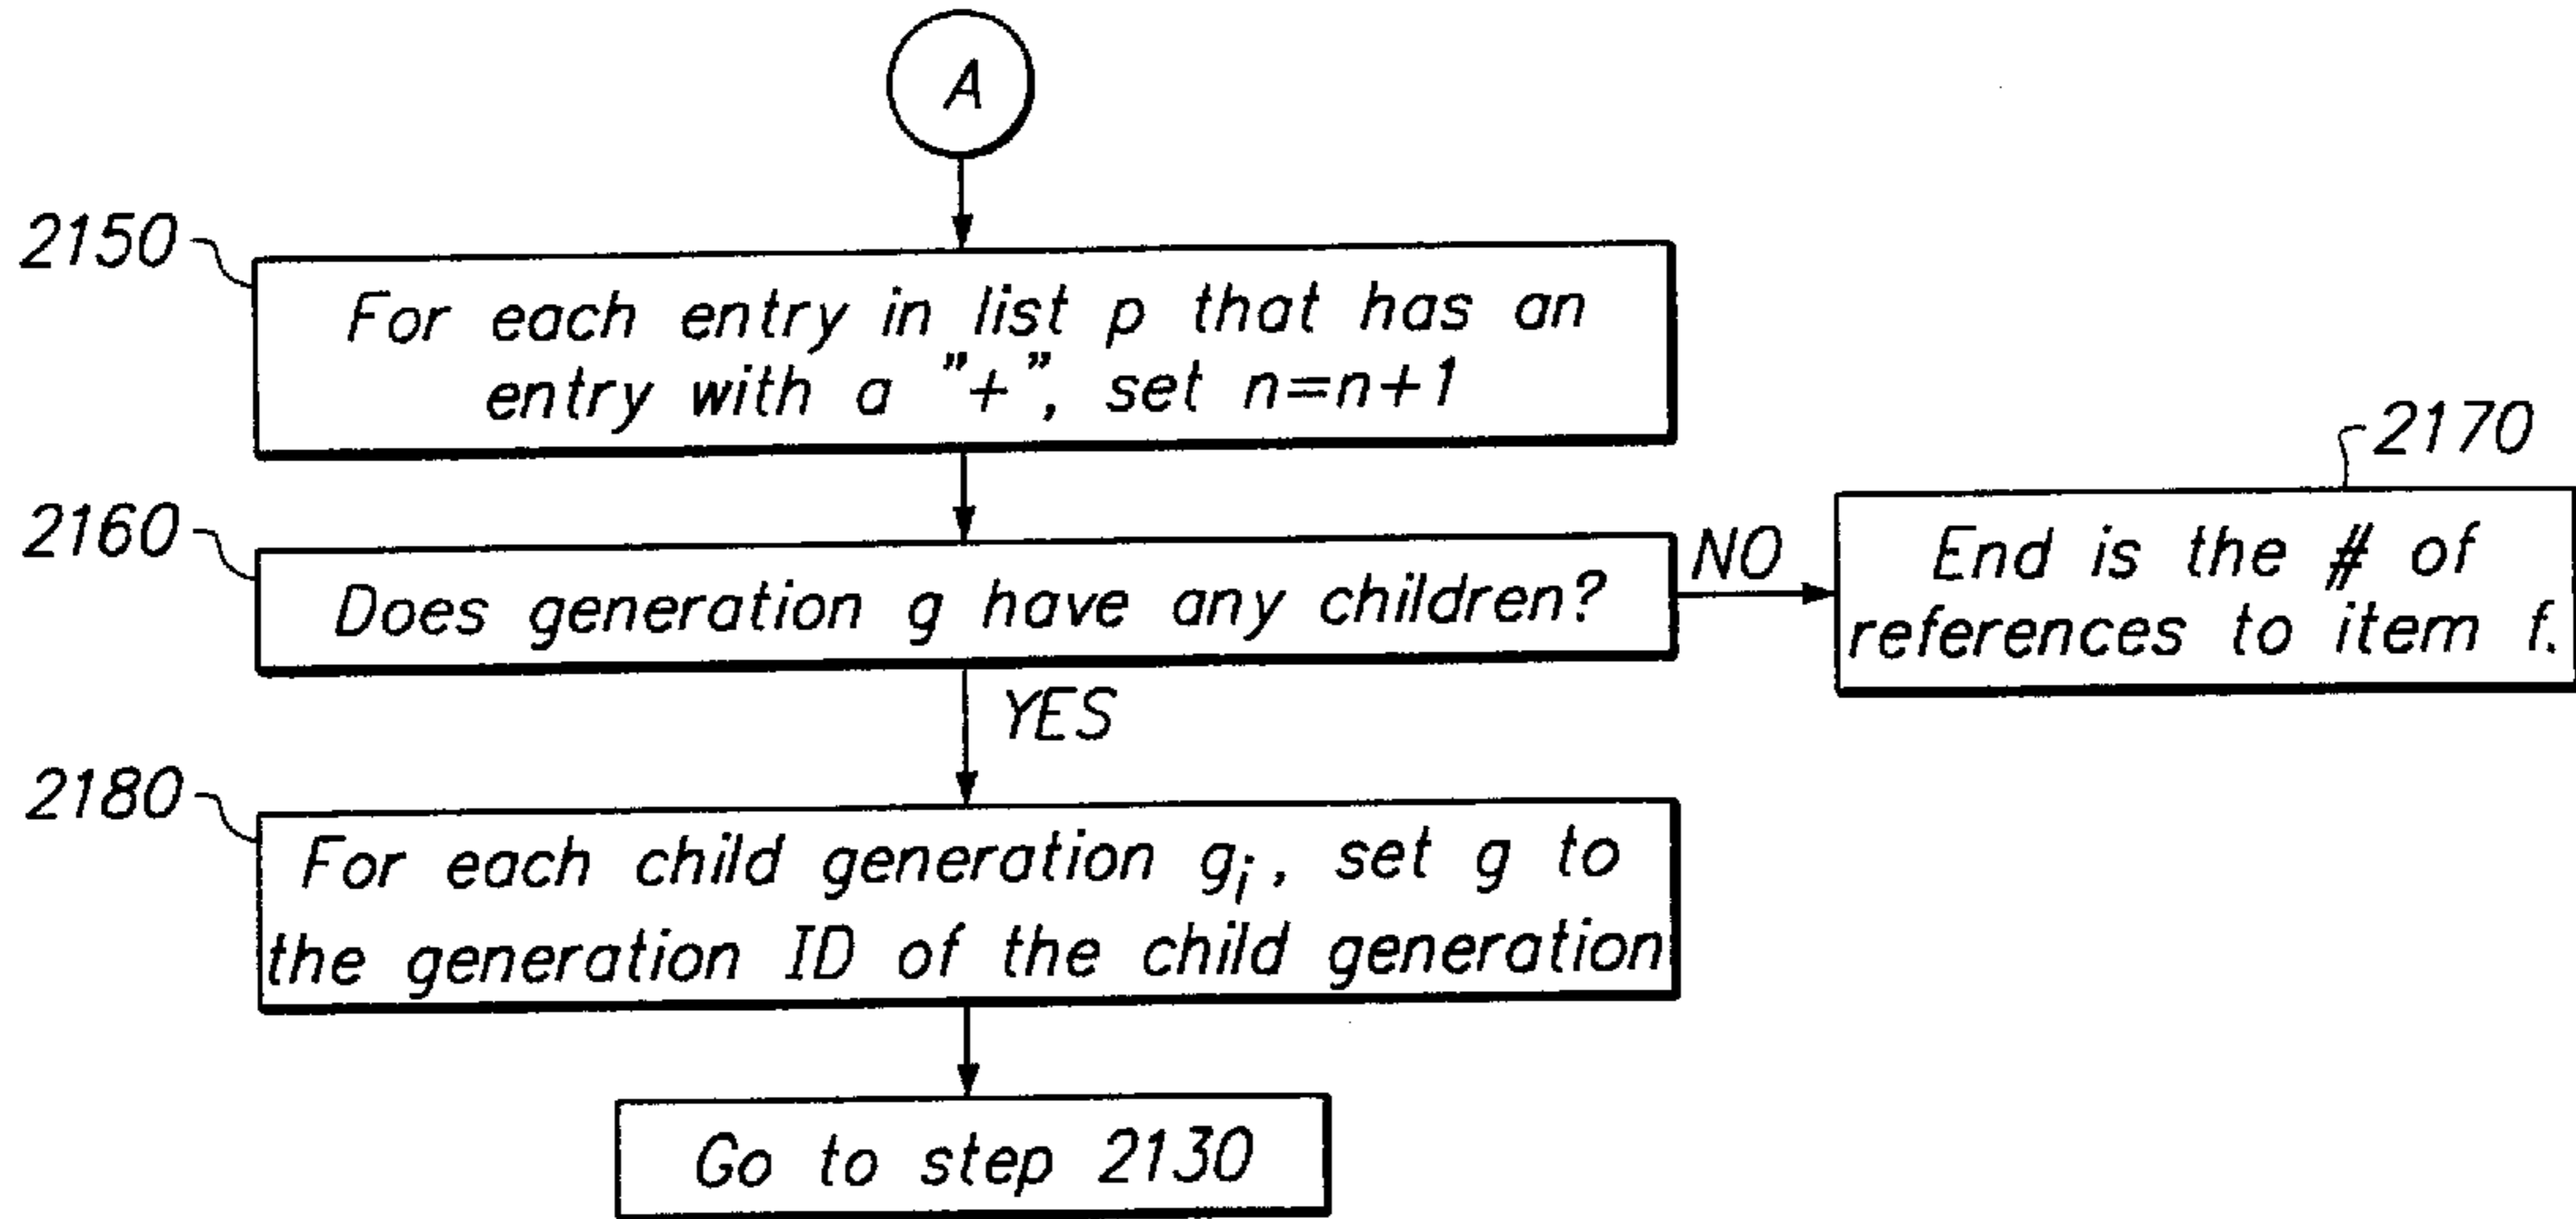 A
2150
For each entry in list p that has an
entry with a "+", set n=n+1
2160
Does generation g have any children?
NO
2170
End is the # of
references to item f.
YES
2180
For each child generation gi, set g to
the generation ID of the child generation
Go to step 2130